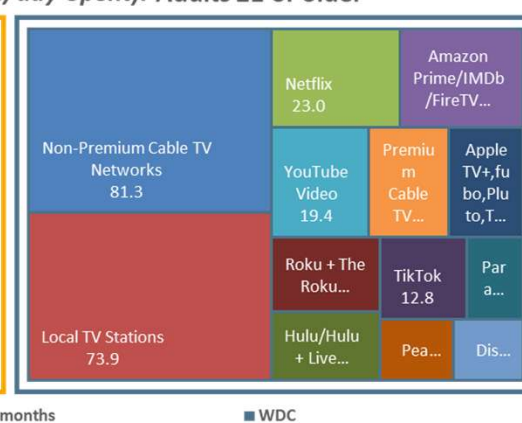 Adults 21 or older
Non-Premium Cable TV
Networks
81.3
Local TV Stations
73.9
Netflix
23.0
Amazon
Prime/IMDb
/FireTV...
YouTube
Video
19.4
Premiu
m
Cable
TV...
Apple
TV+,fu
bo,Plu
to,T...
Roku + The
Roku...
TikTok
12.8
Par
a...
Hulu/Hulu
+ Live...
Pea...
Dis...
months
WDC